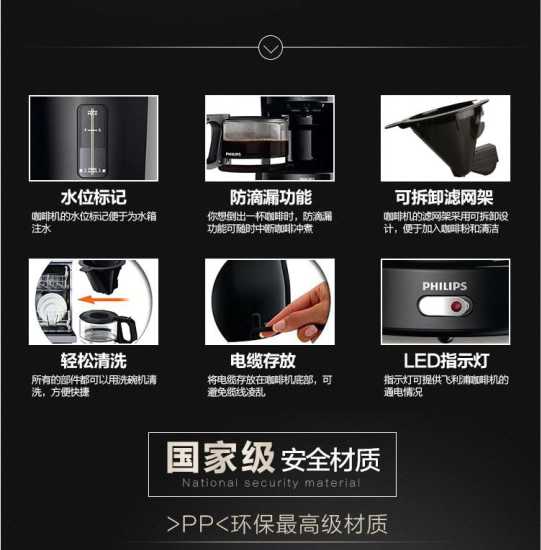 PHILIPS
水位标记
防滴漏功能
可拆卸滤网架
咖啡机的水位标记便于为水箱
注水
你想倒出一杯咖啡时，防滴漏
功能可随时中断咖啡冲煮
咖啡机的滤网架采用可拆卸设
计，便于加入咖啡粉和清洁
PHILIPS
轻松清洗
电缆存放
LED指示灯
所有的部件都可以用洗碗机清
洗，方便快捷
将电缆存放在咖啡机底部，可
避免缆线凌乱
指示灯可提供飞利浦咖啡机的
通电情况
国家级 安全材质
National security material
>PP<环保最高级材质